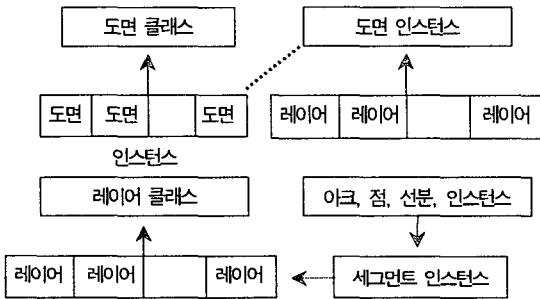 도면 클래스
도면 인스턴스
도면 도면 도면
레이어 레이어 레이어
인스턴스
레이어 클래스
아크, 점, 선분, 인스턴스
레이어 레이어 레이어
세그먼트 인스턴스